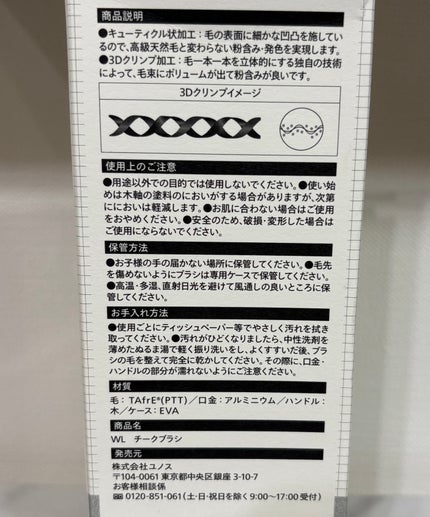 商品説明
●キューティクル状加工：毛の表面に細かな凹凸を施してい
るので、高級天然毛と変わらない粉含み・発色を実現します。
●3Dクリンプ加工：毛一本一本を立体的にする独自の技術
によって、毛束にボリュームが出て粉含みが良いです。
3Dクリンプイメージ
使用上のご注意
●用途以外での目的では使用しないでください。●使い始
めは木軸の塗料のにおいがする場合がありますが、次第
ににおいは軽減します。●お肌に合わない場合はご使用
をおやめください。●安全のため、破損・変形した場合は
ご使用にならないでください。
保管方法
●お子様の手の届かない場所に保管してください。●毛先
を傷めないようにブラシは専用ケースで保管してください。
●高温・多湿、直射日光を避けて風通しの良いところに保
管してください。
お手入れ方法
●使用ごとにティッシュペーパー等でやさしく汚れを拭き
取ってください。●汚れがひどくなりましたら、中性洗剤を
薄めたぬるま湯で軽く振り洗いをし、よくすすいだ後、ブラ
シの毛を整えて完全に乾かしてください。その際に、口金・
ハンドルの部分が濡れないようにご注意ください。
材質
毛：TAfrE®(PTT)／口金：アルミニウム／ハンドル：
木／ケース：EVA
商品名
WL チークブラシ
発売元
株式会社ユノス
〒104-0061 東京都中央区銀座 3-10-7
お客様相談係
0120-851-061（土・日・祝日を除く9:00〜17:00受付）